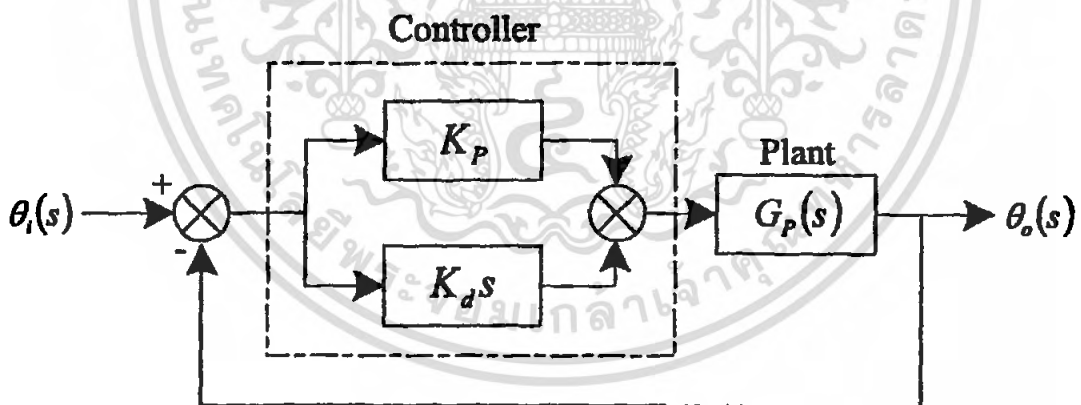 Controller
K_P
Plant
+
θ_i(s)
G_P(s)
θ_o(s)
-
K_d s